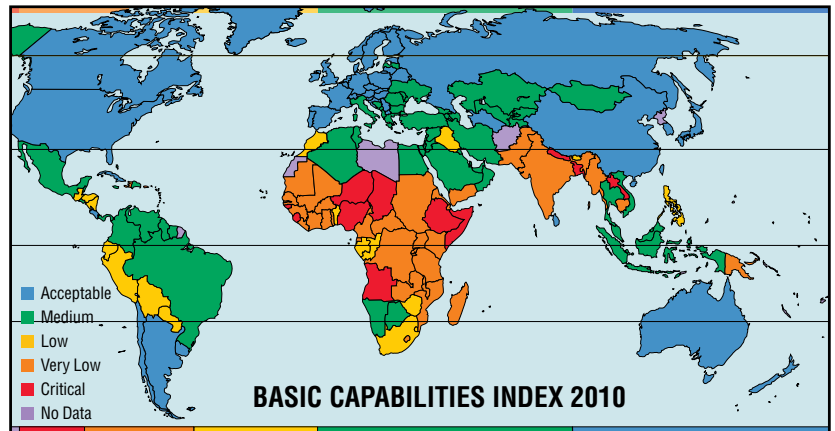 Acceptable
Medium
Low
Very Low
Critical
No Data
BASIC CAPABILITIES INDEX 2010